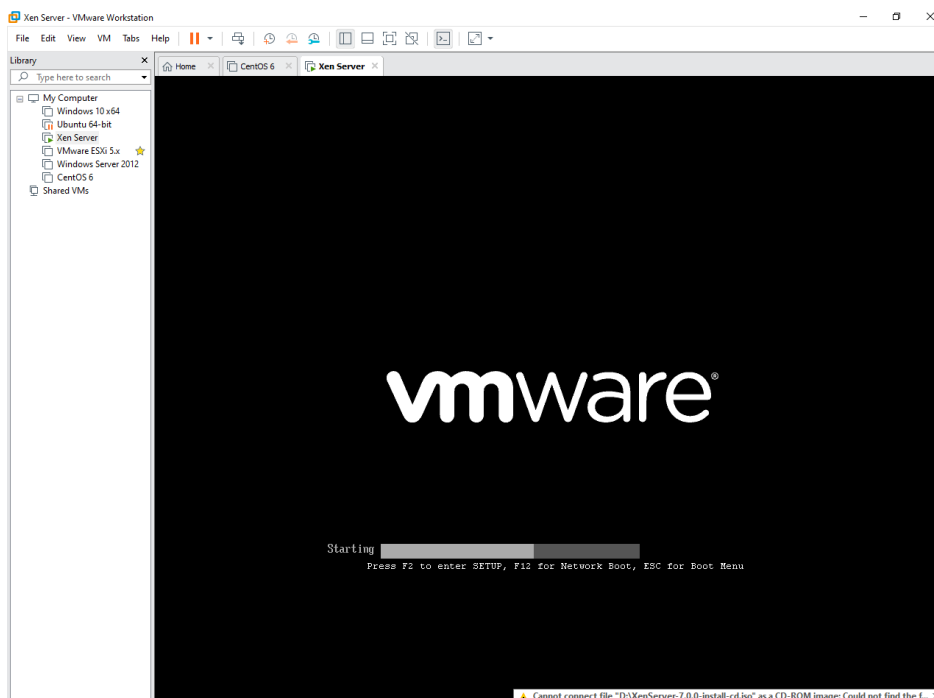 Xen Server - VMware Workstation
File Edit View VM Tabs Help
Library
Type here to search
Home CentOS 6 Xen Server
My Computer
Windows 10 x64
Ubuntu 64-bit
Xen Server
VMware ESXi 5.x
Windows Server 2012
CentOS 6
Shared VMs
vmware®
Starting
Press F2 to enter SETUP, F12 for Network Boot, ESC for Boot Menu
Cannot connect file "D:\XenServer-7.0.0-install-cd.iso" as a CD-ROM image: Could not find the f...